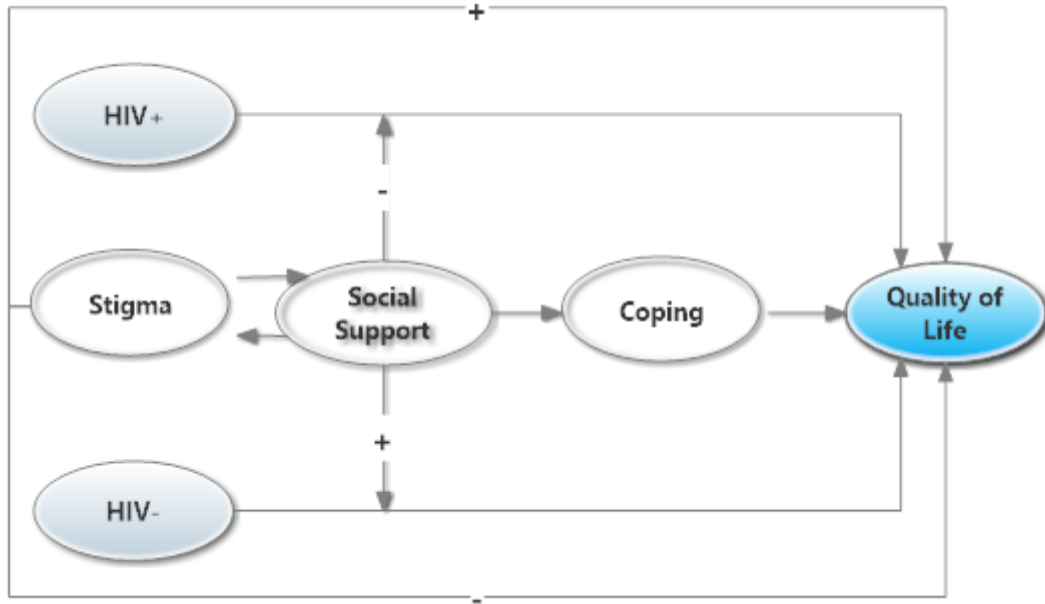 +
HIV+
-
Stigma
Social
Support
Coping
Quality of
Life
+
HIV-
-